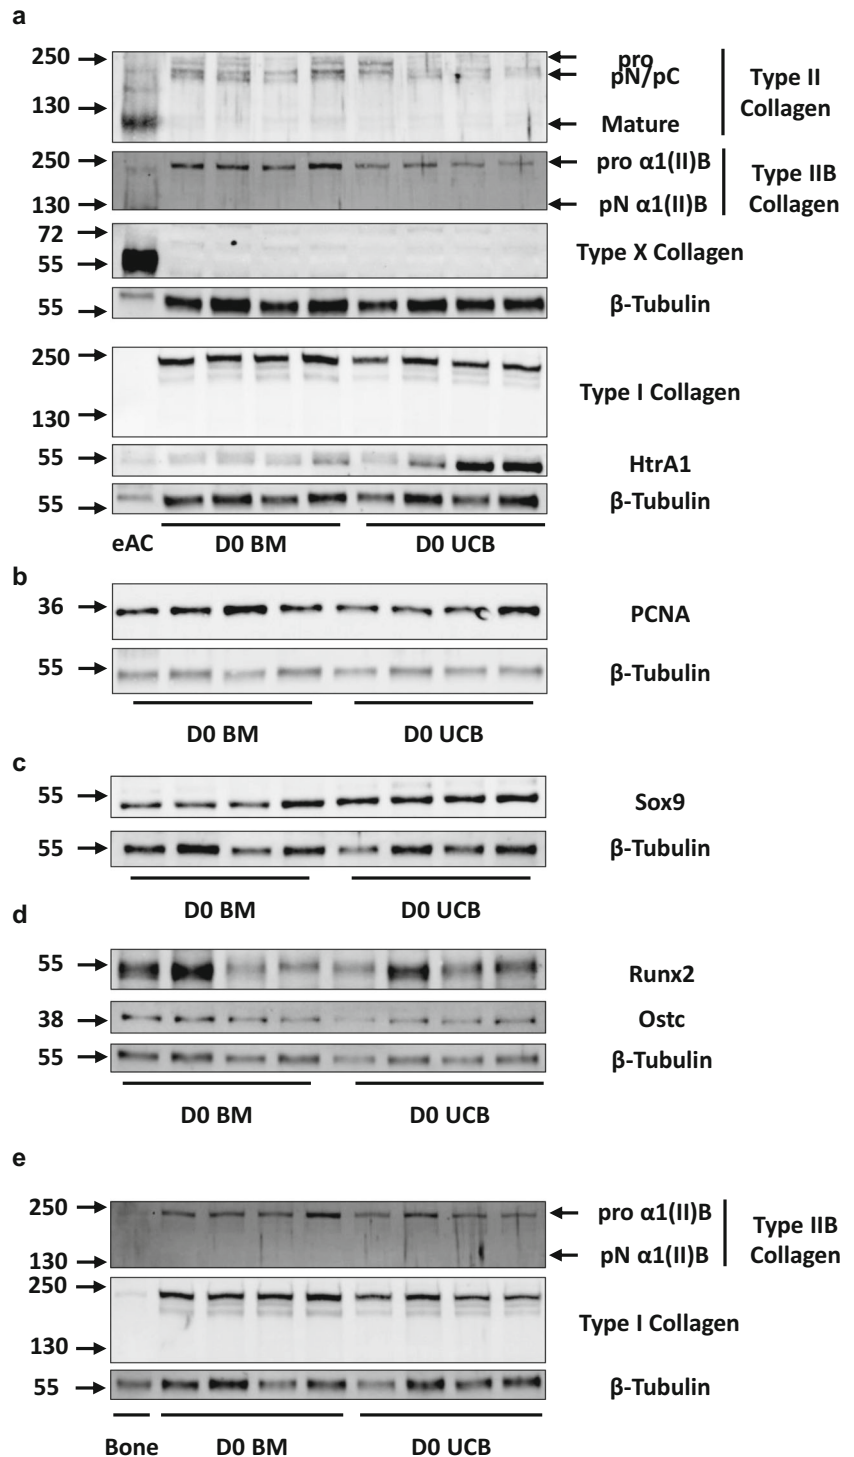 a
250
130
pro
pN/pC
Mature
Type II
Collagen
250
130
pro α1(II)B
pN α1(II)B
Type IIB
Collagen
72
55
Type X Collagen
55
β-Tubulin
250
130
Type I Collagen
55
HtrA1
55
β-Tubulin
eAC D0 BM D0 UCB
b
36
PCNA
55
β-Tubulin
D0 BM D0 UCB
c
55
Sox9
55
β-Tubulin
D0 BM D0 UCB
d
55
Runx2
38
Ostc
55
β-Tubulin
D0 BM D0 UCB
e
250
130
pro α1(II)B
pN α1(II)B
Type IIB
Collagen
250
130
Type I Collagen
55
β-Tubulin
Bone D0 BM D0 UCB